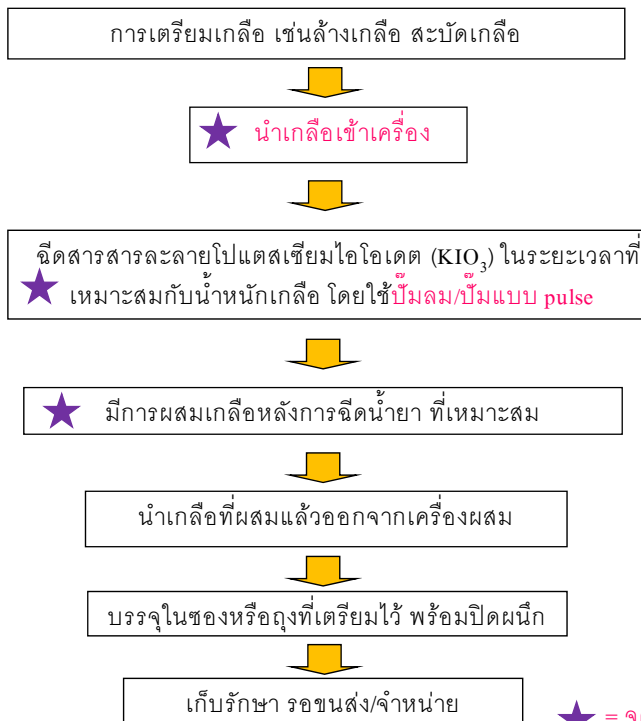 การเตรียมเกลือ เช่นล้างเกลือ สะบัดเกลือ
นำเกลือเข้าเครื่อง
ฉีดสารสารละลายโปแตสเซียมไอโอเดต (KIO₃) ในระยะเวลาที่
เหมาะสมกับน้ำหนักเกลือ โดยใช้ปั๊มลม/ปั๊มแบบ pulse
มีการผสมเกลือหลังการฉีดน้ำยา ที่เหมาะสม
นำเกลือที่ผสมแล้วออกจากเครื่องผสม
บรรจุในซองหรือถุงที่เตรียมไว้ พร้อมปิดผนึก
เก็บรักษา รอขนส่ง/จำหน่าย
=